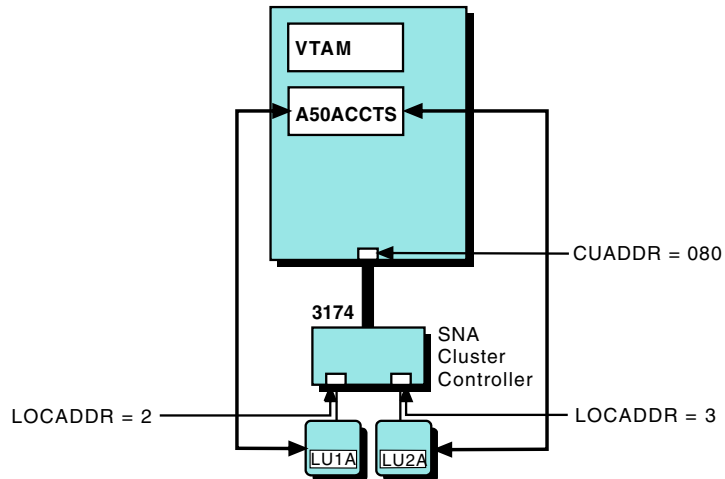 VTAM
A50ACCTS
CUADDR = 080
3174
SNA
Cluster
Controller
LOCADDR = 2
LOCADDR = 3
LU1A
LU2A